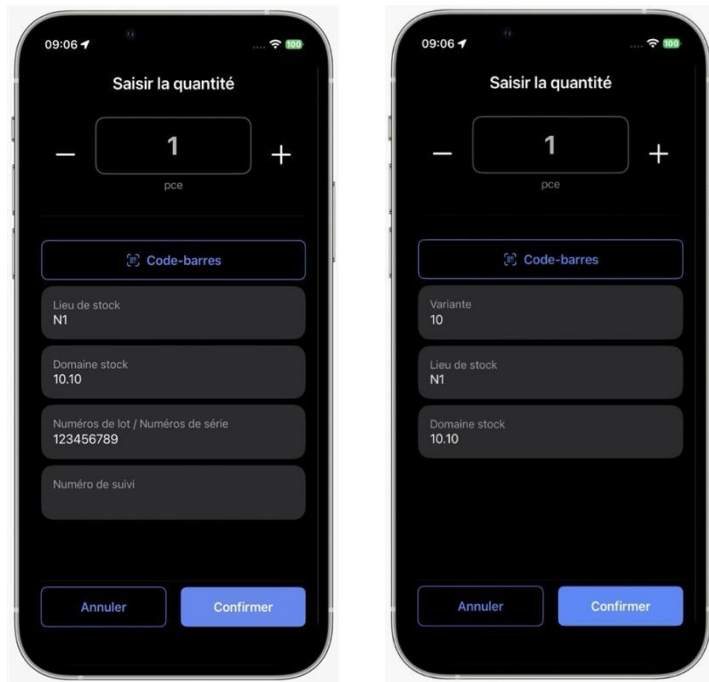 09:06
100
Saisir la quantité
1
pce
Code-barres
Lieu de stock
N1
Domaine stock
10.10
Numéros de lot / Numéros de série
123456789
Numéro de suivi
Annuler
Confirmer
09:06
100
Saisir la quantité
1
pce
Code-barres
Variante
10
Lieu de stock
N1
Domaine stock
10.10
Annuler
Confirmer